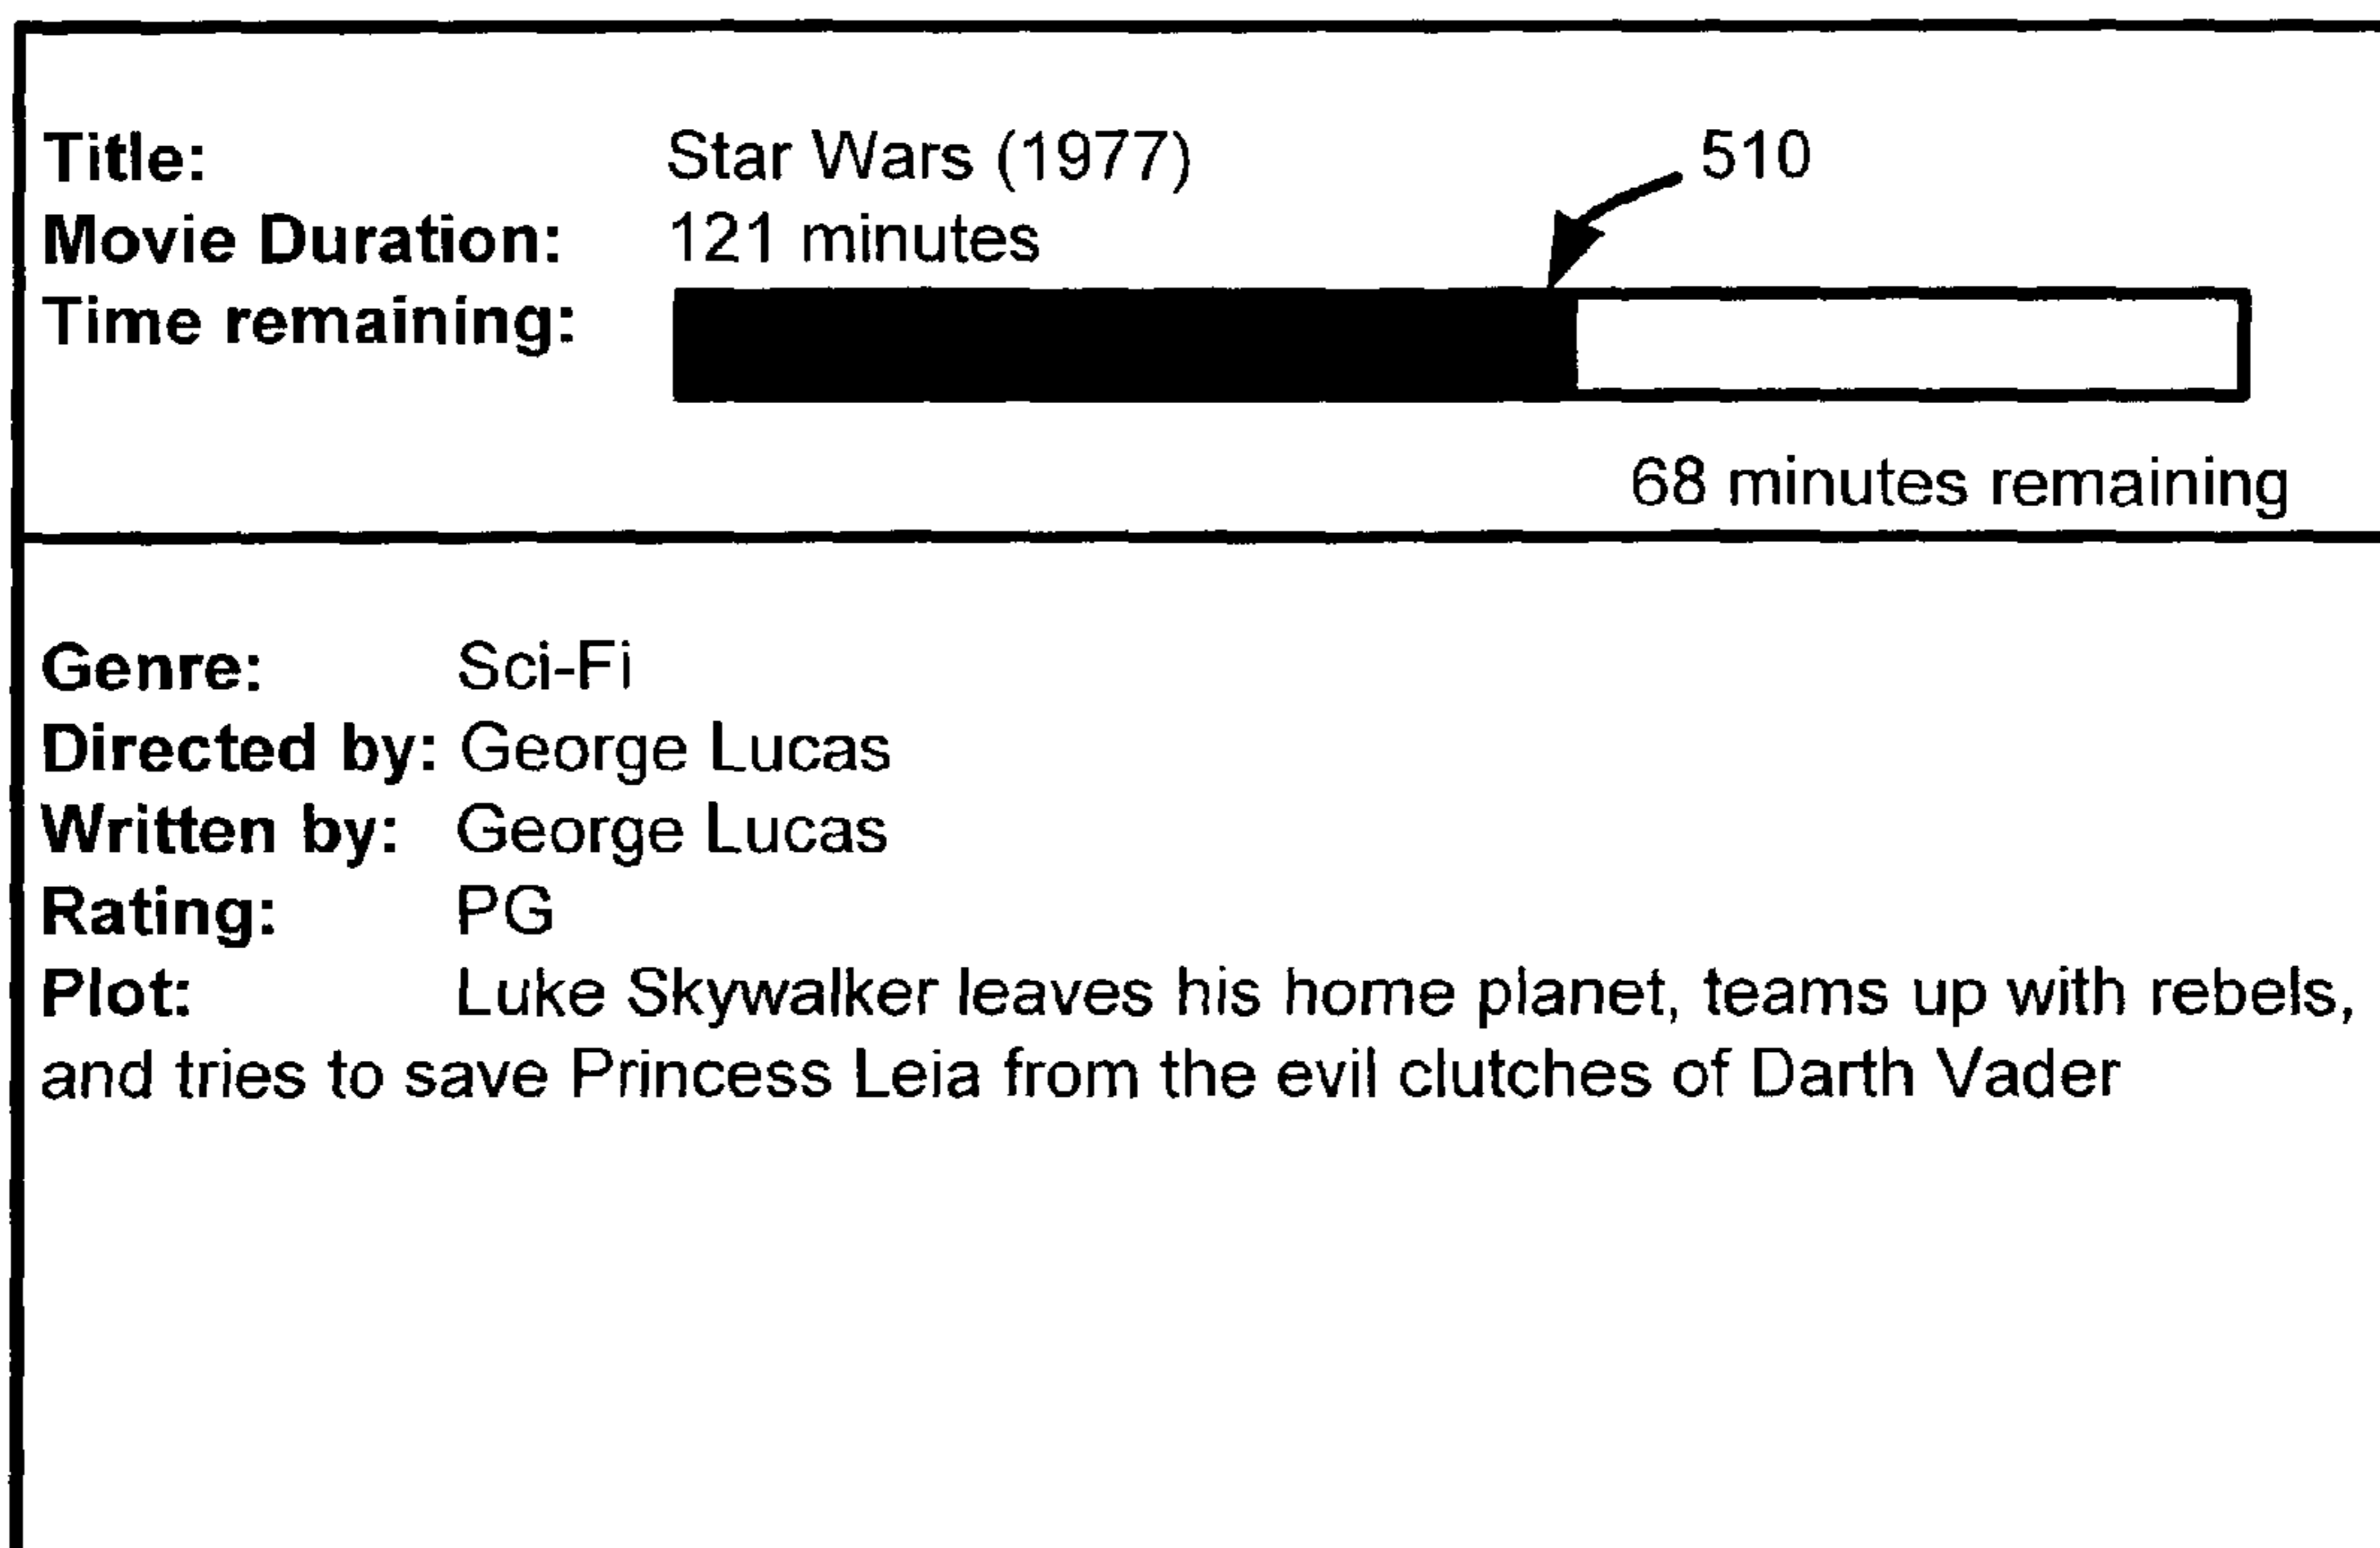 Title: Star Wars (1977) 510
Movie Duration: 121 minutes
Time remaining:
68 minutes remaining
Genre: Sci-Fi
Directed by: George Lucas
Written by: George Lucas
Rating: PG
Plot: Luke Skywalker leaves his home planet, teams up with rebels,
and tries to save Princess Leia from the evil clutches of Darth Vader